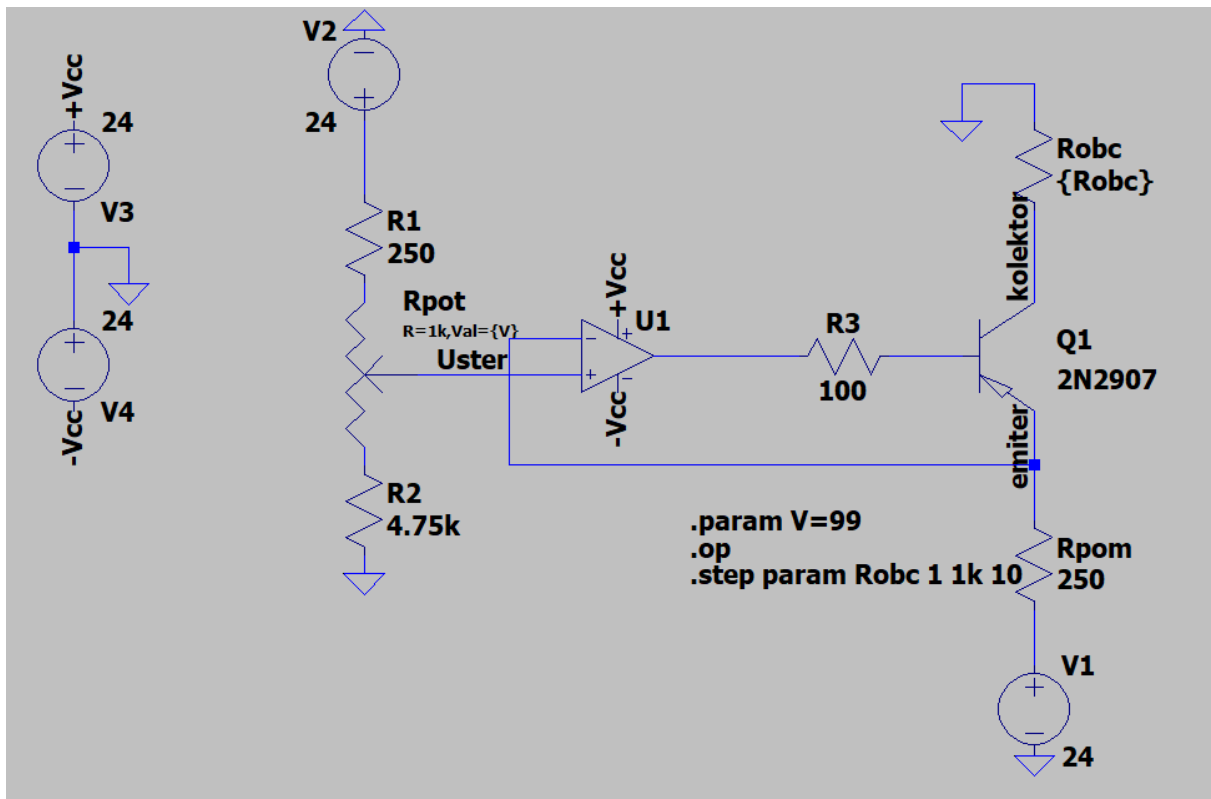 +Vcc
24
V3
24
V4
-Vcc
V2
24
R1
250
Rpot
R=1k,Val={V}
Uster
R2
4.75k
+Vcc
U1
-Vcc
R3
100
Robc
{Robc}
kolektor
Q1
2N2907
emiter
.param V=99
.op
.step param Robc 1 1k 10
Rpom
250
V1
24